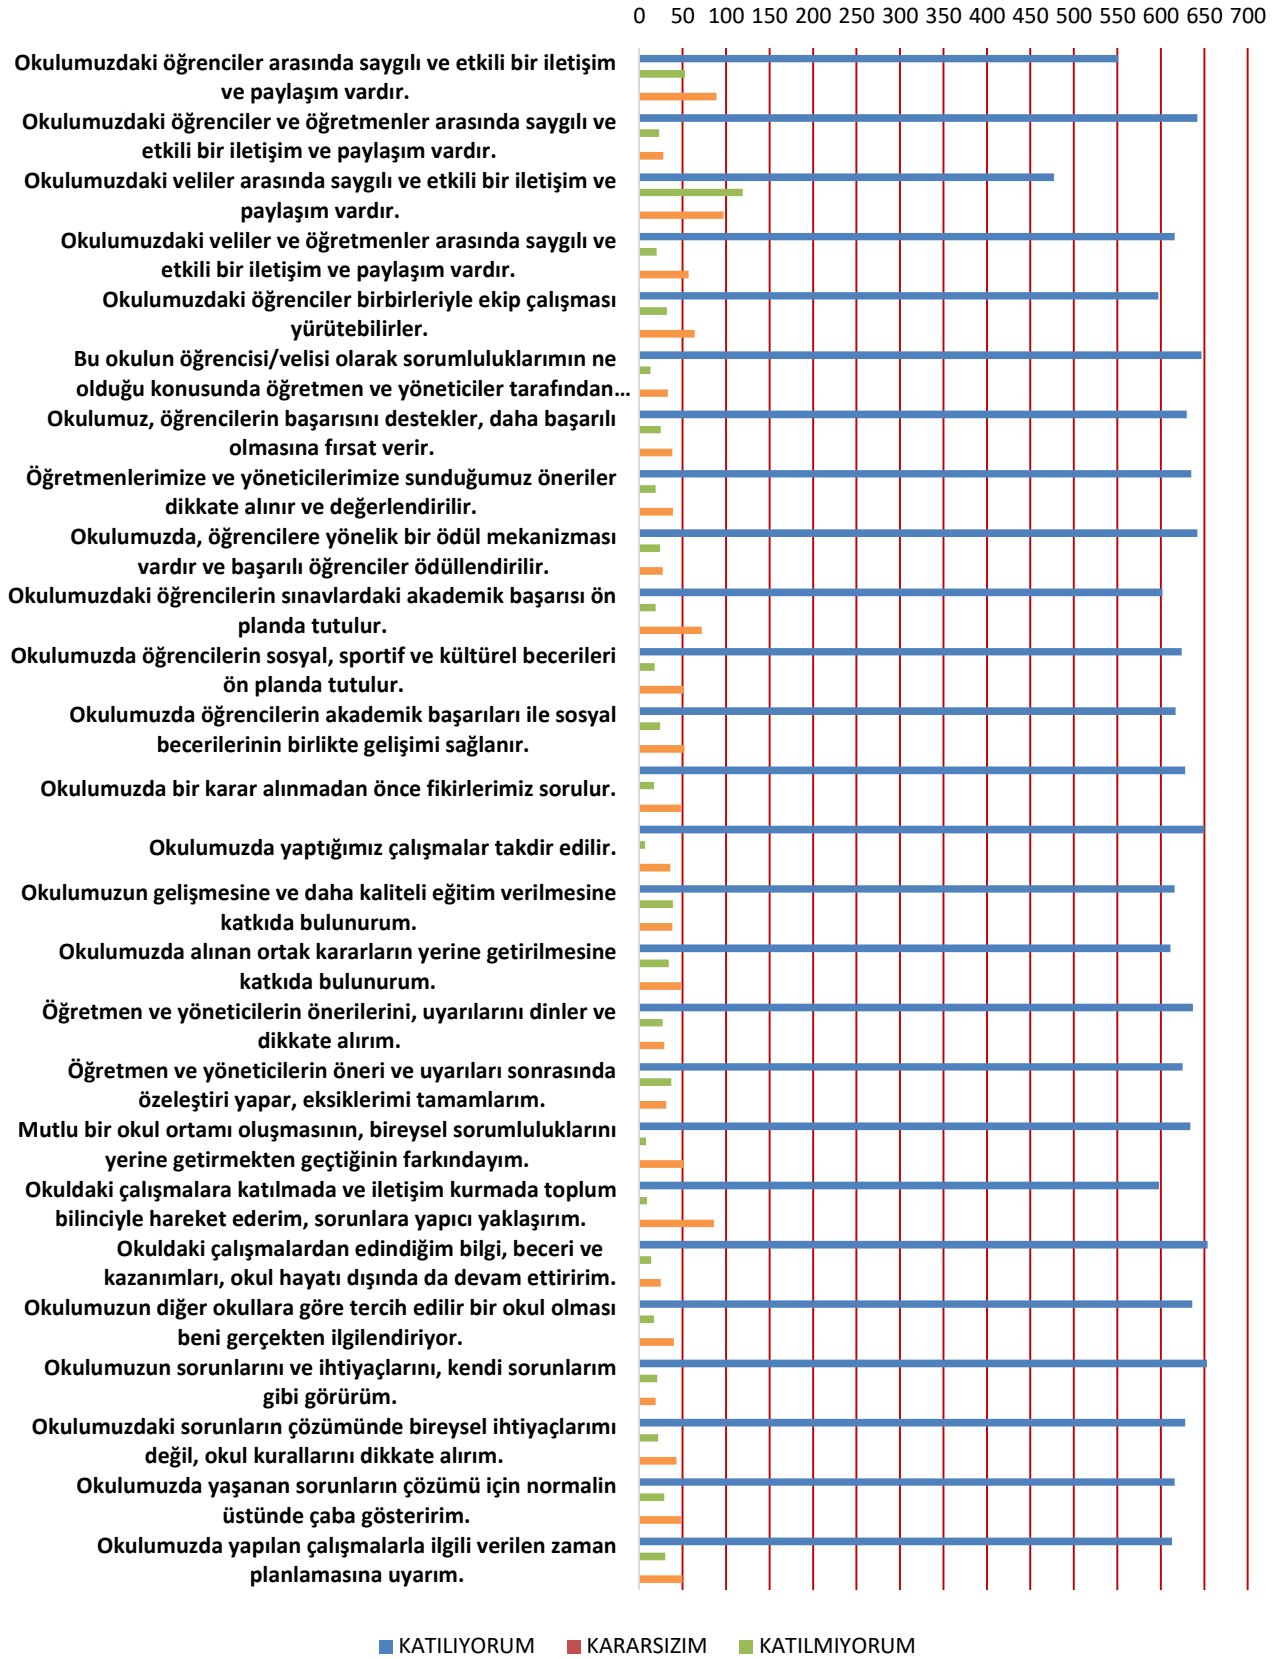 0 50 100 150 200 250 300 350 400 450 500 550 600 650 700
Okulumuzdaki öğrenciler arasında saygılı ve etkili bir iletişim
ve paylaşım vardır.
Okulumuzdaki öğrenciler ve öğretmenler arasında saygılı ve
etkili bir iletişim ve paylaşım vardır.
Okulumuzdaki veliler arasında saygılı ve etkili bir iletişim ve
paylaşım vardır.
Okulumuzdaki veliler ve öğretmenler arasında saygılı ve
etkili bir iletişim ve paylaşım vardır.
Okulumuzdaki öğrenciler birbirleriyle ekip çalışması
yürütebilirler.
Bu okulun öğrencisi/velisi olarak sorumluluklarımın ne
olduğu konusunda öğretmen ve yöneticiler tarafından...
Okulumuz, öğrencilerin başarısını destekler, daha başarılı
olmasına fırsat verir.
Öğretmenlerimize ve yöneticilerimize sunduğumuz öneriler
dikkate alınır ve değerlendirilir.
Okulumuzda, öğrencilere yönelik bir ödül mekanizması
vardır ve başarılı öğrenciler ödüllendirilir.
Okulumuzdaki öğrencilerin sınavlardaki akademik başarısı ön
planda tutulur.
Okulumuzda öğrencilerin sosyal, sportif ve kültürel becerileri
ön planda tutulur.
Okulumuzda öğrencilerin akademik başarıları ile sosyal
becerilerinin birlikte gelişimi sağlanır.
Okulumuzda bir karar alınmadan önce fikirlerimiz sorulur.
Okulumuzda yaptığımız çalışmalar takdir edilir.
Okulumuzun gelişmesine ve daha kaliteli eğitim verilmesine
katkıda bulunurum.
Okulumuzda alınan ortak kararların yerine getirilmesine
katkıda bulunurum.
Öğretmen ve yöneticilerin önerilerini, uyarılarını dinler ve
dikkate alırım.
Öğretmen ve yöneticilerin öneri ve uyarıları sonrasında
özeleştiri yapar, eksiklerimi tamamlarım.
Mutlu bir okul ortamı oluşmasının, bireysel sorumluluklarını
yerine getirmekten geçtiğinin farkındayım.
Okuldaki çalışmalara katılmada ve iletişim kurmada toplum
bilinciyle hareket ederim, sorunlara yapıcı yaklaşırım.
Okuldaki çalışmalardan edindiğim bilgi, beceri ve
kazanımları, okul hayatı dışında da devam ettiririm.
Okulumuzun diğer okullara göre tercih edilir bir okul olması
beni gerçekten ilgilendiriyor.
Okulumuzun sorunlarını ve ihtiyaçlarını, kendi sorunlarım
gibi görürüm.
Okulumuzdaki sorunların çözümünde bireysel ihtiyaçlarımı
değil, okul kurallarını dikkate alırım.
Okulumuzda yaşanan sorunların çözümü için normalin
üstünde çaba gösteririm.
Okulumuzda yapılan çalışmalarla ilgili verilen zaman
planlamasına uyarım.
KATILIYORUM KARARSIZIM KATILMIYORUM